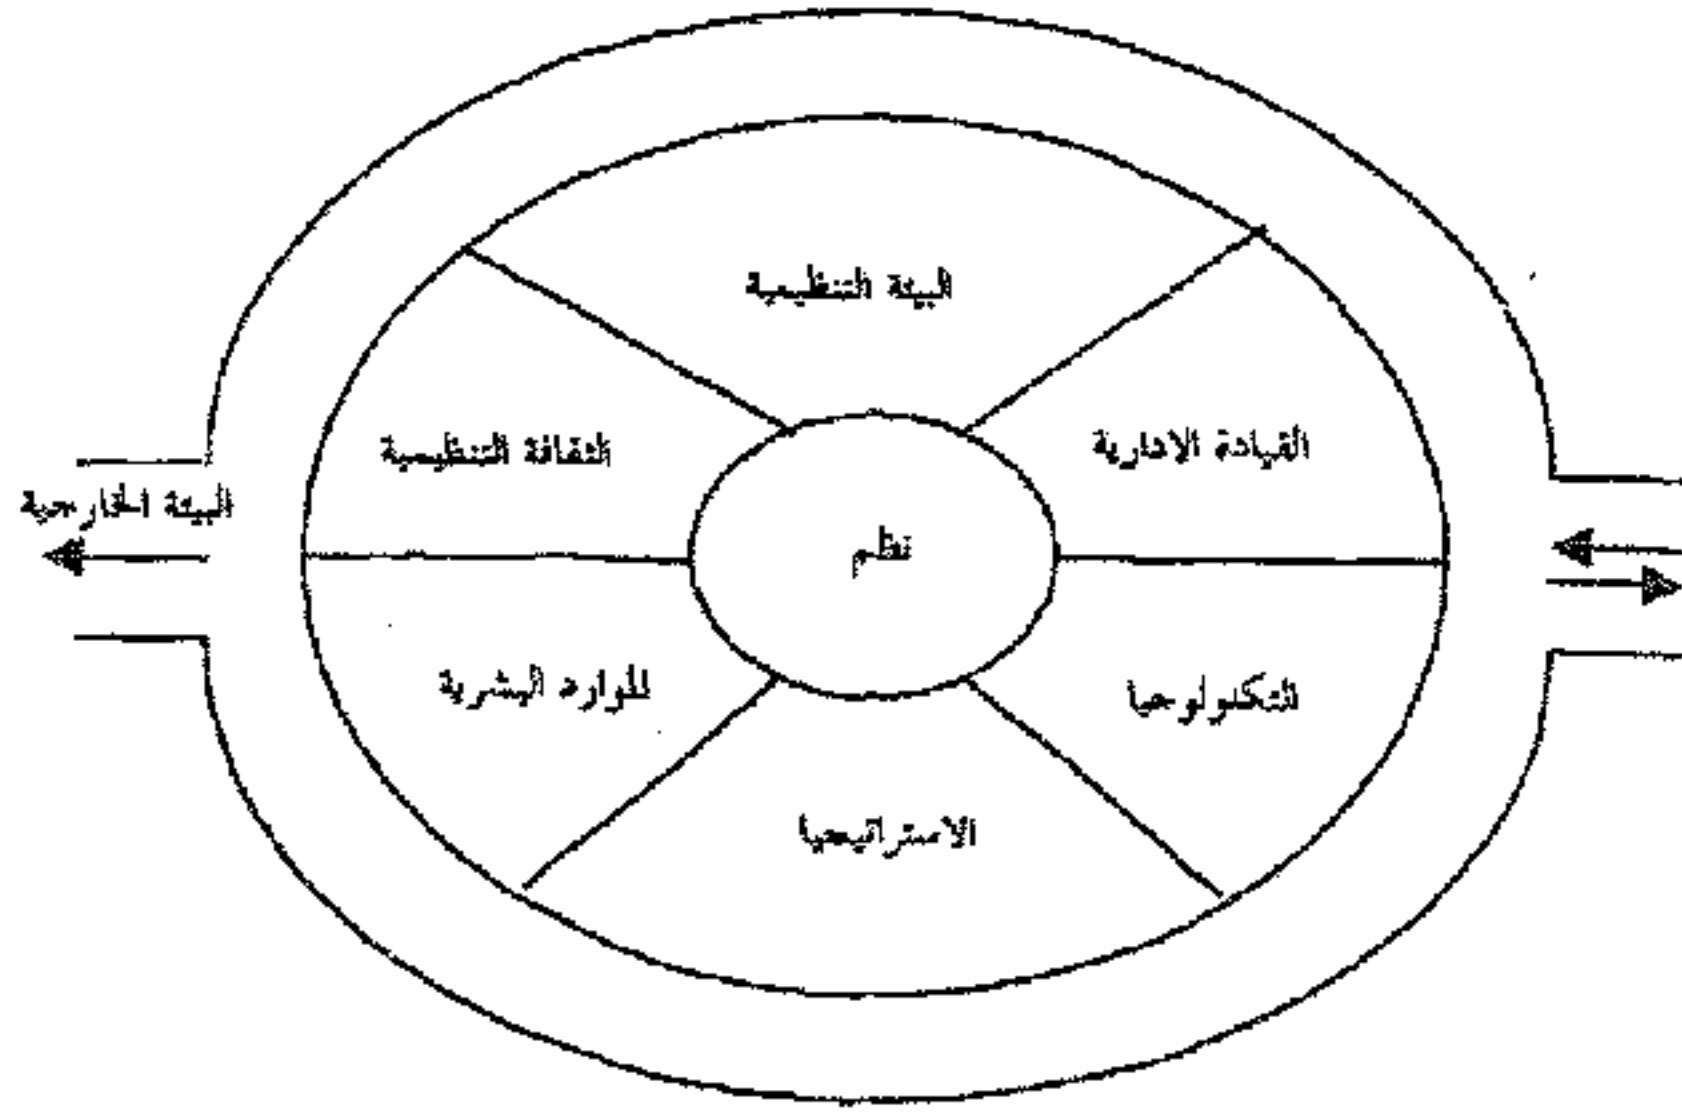 البيئة التنظيمية
القيادة الادارية
الثقافة التنظيمية
البيئة الخارجية
نظم
الموارد البشرية
التكنولوجيا
الاستراتيجيا